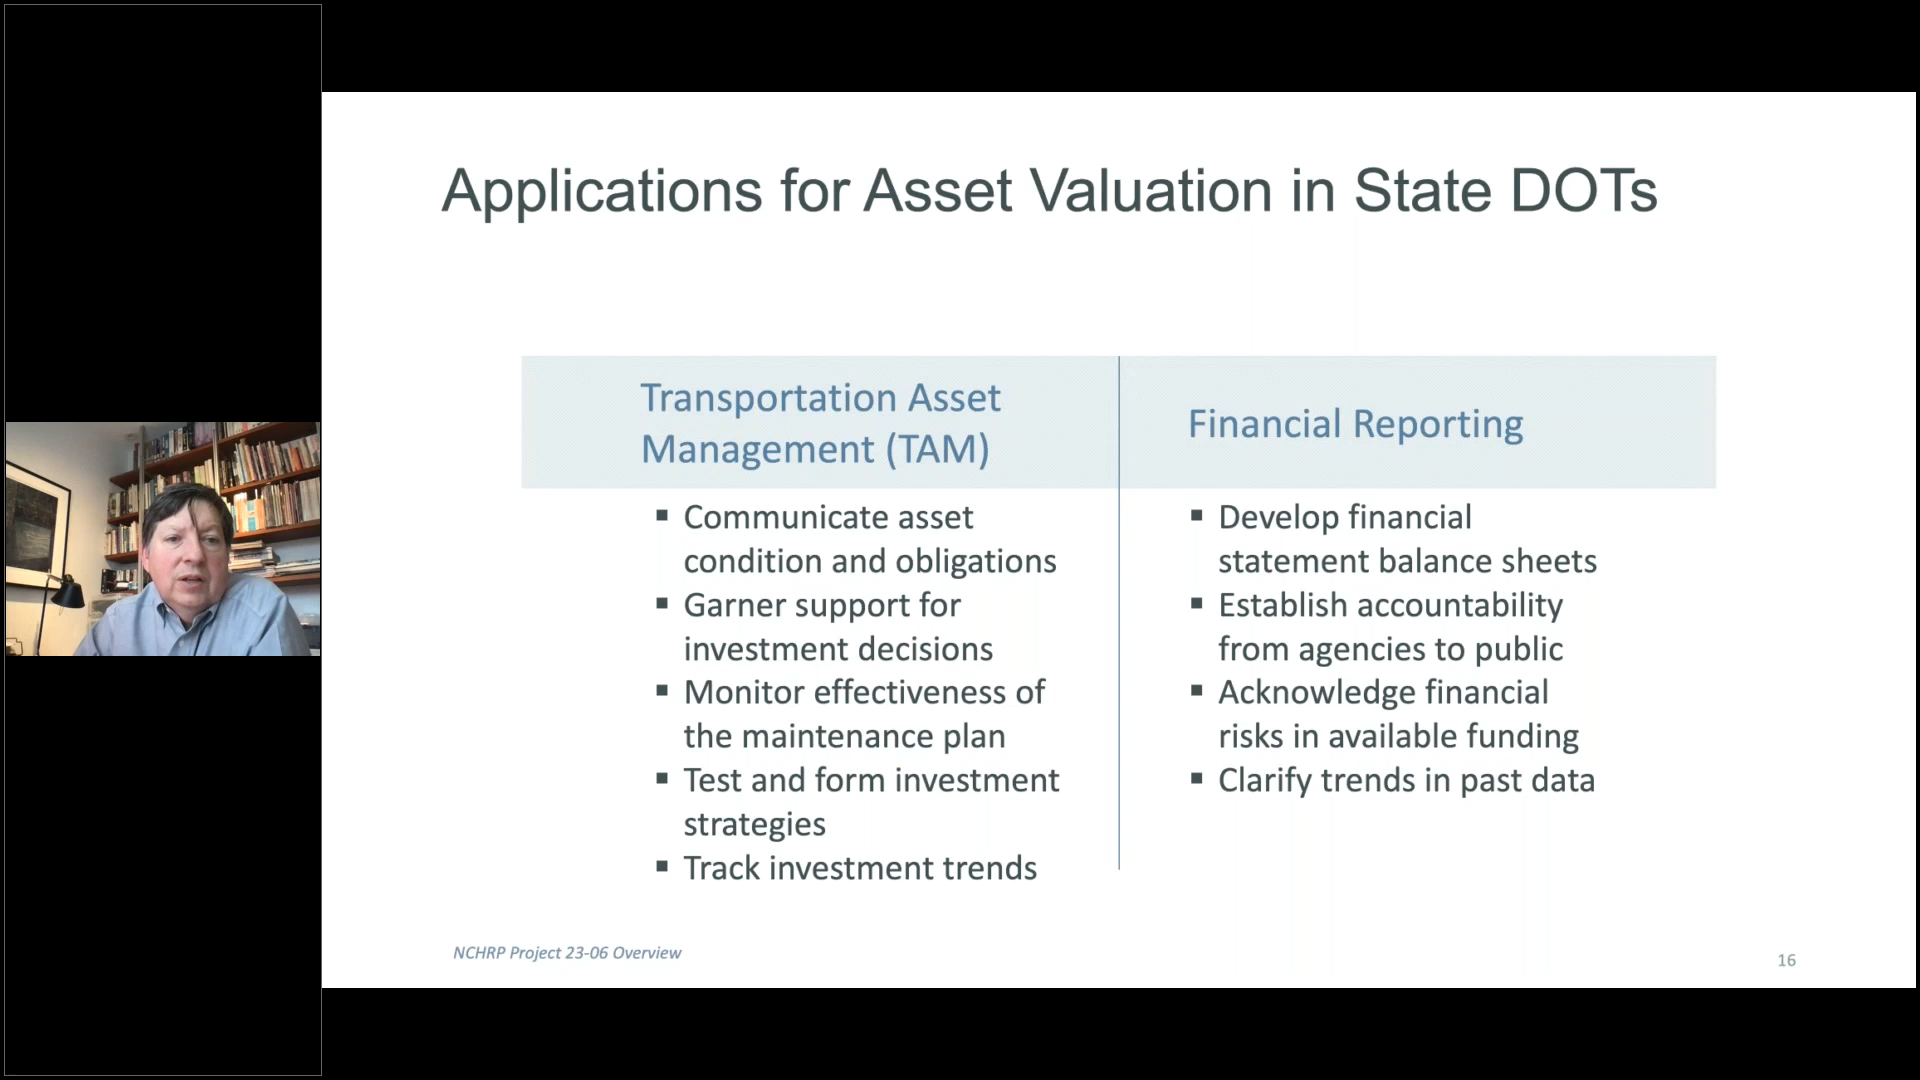 Applications for Asset Valuation in State DOTs
Transportation Asset
Management (TAM)
▪ Communicate asset
condition and obligations
▪ Garner support for
investment decisions
▪ Monitor effectiveness of
the maintenance plan
▪ Test and form investment
strategies
▪ Track investment trends
Financial Reporting
▪ Develop financial
statement balance sheets
▪ Establish accountability
from agencies to public
▪ Acknowledge financial
risks in available funding
▪ Clarify trends in past data
NCHRP Project 23-06 Overview
16